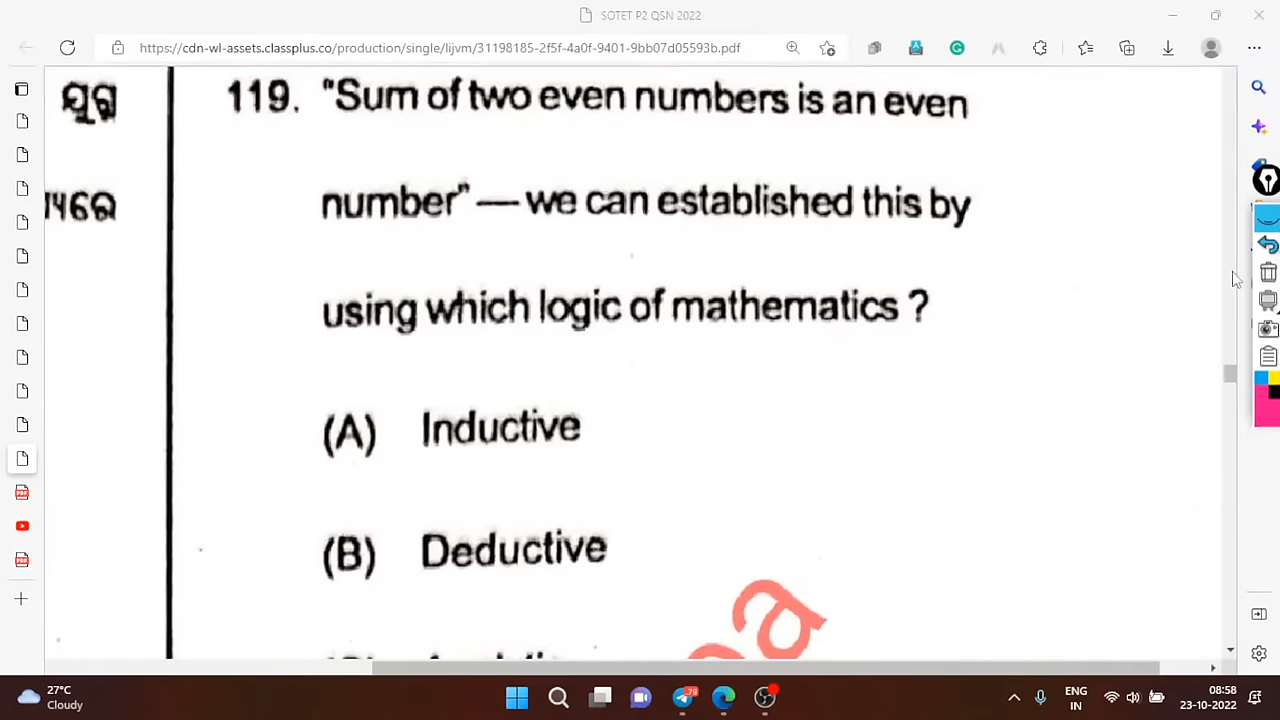 SOTET P2 QSN 2022
https://cdn-wl-assets.classplus.co/production/single/lijvm/31198185-2f5f-4a0f-9401-9bb07d05593b.pdf
119. "Sum of two even numbers is an even
number" — we can established this by
using which logic of mathematics ?
(A) Inductive
(B) Deductive
27°C
Cloudy
79
ENG
IN
08:58
23-10-2022